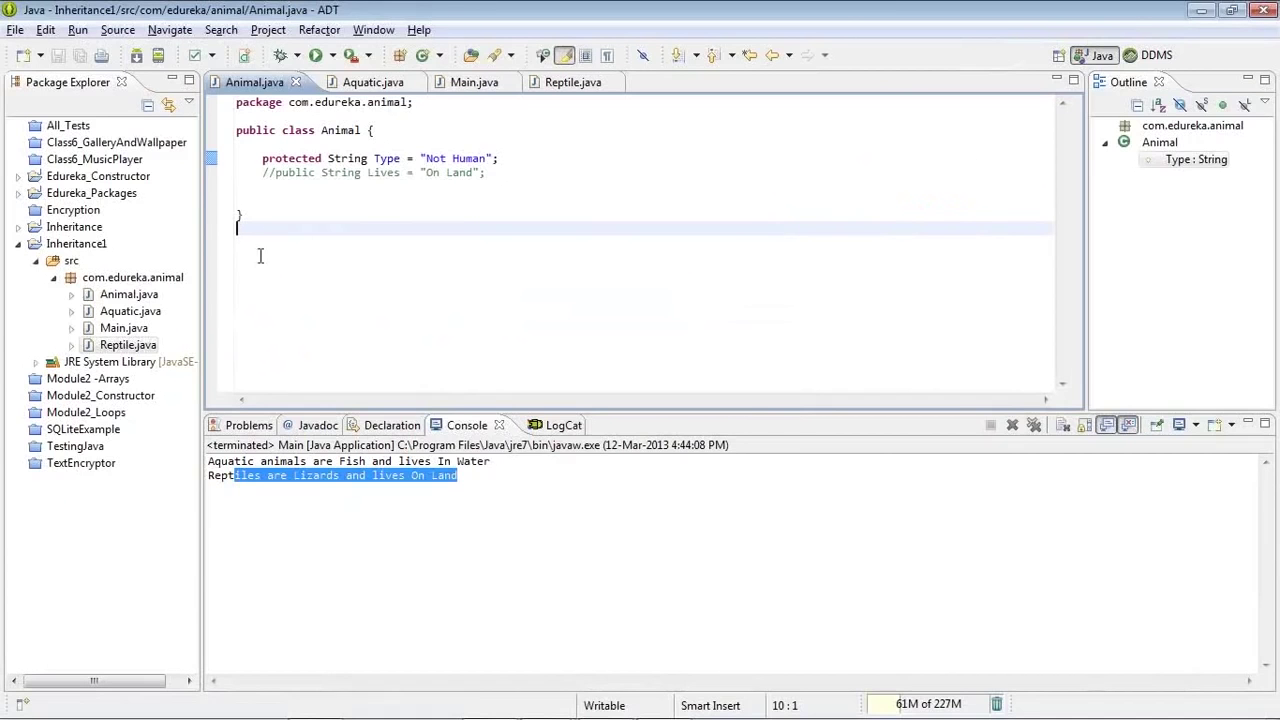 Java - Inheritance1/src/com/edureka/animal/Animal.java - ADT
File Edit Run Source Navigate Search Project Refactor Window Help
Java DDMS
Package Explorer
All_Tests
Class6_GalleryAndWallpaper
Class6_MusicPlayer
Edureka_Constructor
Edureka_Packages
Encryption
Inheritance
Inheritance1
src
com.edureka.animal
Animal.java
Aquatic.java
Main.java
Reptile.java
JRE System Library [JavaSE-
Module2 -Arrays
Module2_Constructor
Module2_Loops
SQLiteExample
TestingJava
TextEncryptor
Animal.java Aquatic.java Main.java Reptile.java
package com.edureka.animal;
public class Animal {
protected String Type = "Not Human";
//public String Lives = "On Land";
}
Outline
com.edureka.animal
Animal
Type : String
Problems Javadoc Declaration Console LogCat
<terminated> Main [Java Application] C:\Program Files\Java\jre7\bin\javaw.exe (12-Mar-2013 4:44:08 PM)
Aquatic animals are Fish and lives In Water
Reptiles are Lizards and lives On Land
Writable Smart Insert 10 : 1 61M of 227M